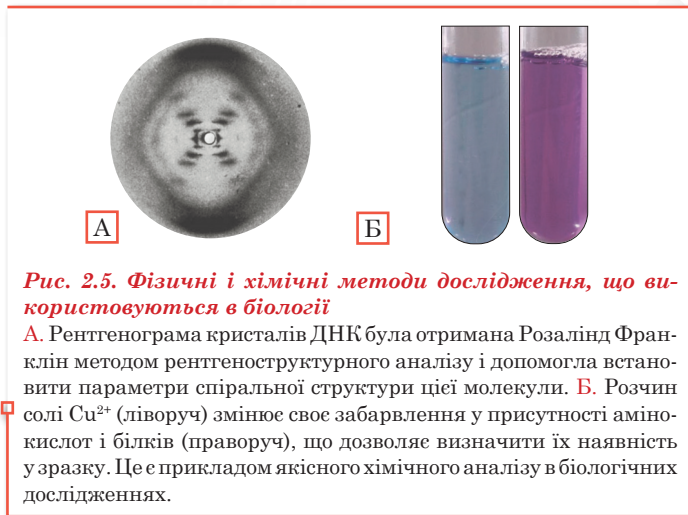 А
Б
Рис. 2.5. Фізичні і хімічні методи дослідження, що ви-
користовуються в біології
А. Рентгенограма кристалів ДНК була отримана Розалінд Фран-
клін методом рентгеноструктурного аналізу і допомогла встано-
вити параметри спіральної структури цієї молекули. Б. Розчин
солі Cu²⁺ (ліворуч) змінює своє забарвлення у присутності аміно-
кислот і білків (праворуч), що дозволяє визначити їх наявність
у зразку. Це є прикладом якісного хімічного аналізу в біологічних
дослідженнях.